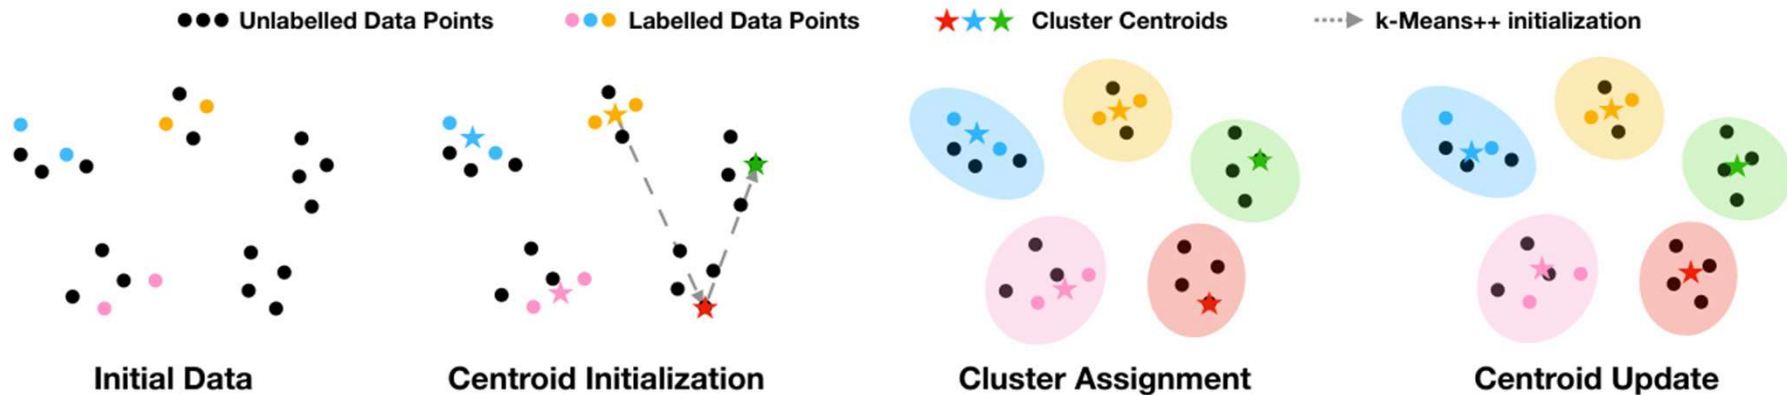 Unlabelled Data Points Labelled Data Points Cluster Centroids k-Means++ initialization
Initial Data Centroid Initialization Cluster Assignment Centroid Update